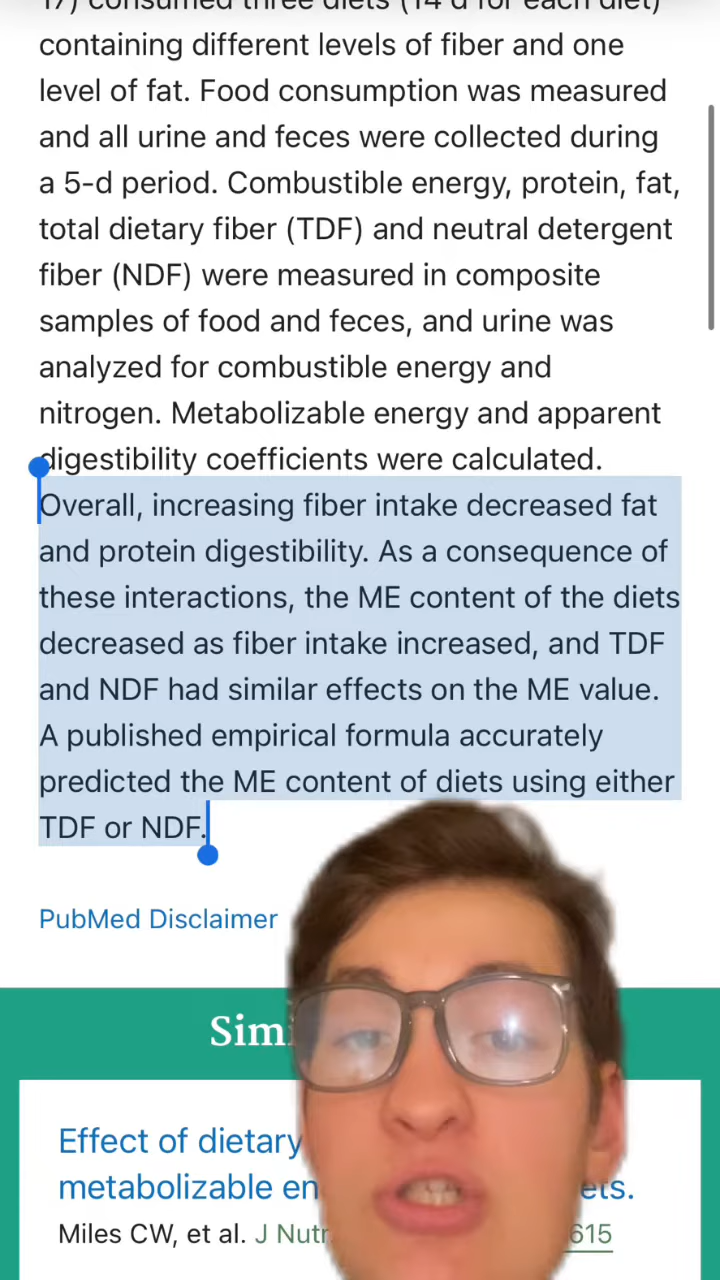 17) consumed three diets (14 d for each diet)
containing different levels of fiber and one
level of fat. Food consumption was measured
and all urine and feces were collected during
a 5-d period. Combustible energy, protein, fat,
total dietary fiber (TDF) and neutral detergent
fiber (NDF) were measured in composite
samples of food and feces, and urine was
analyzed for combustible energy and
nitrogen. Metabolizable energy and apparent
digestibility coefficients were calculated.
Overall, increasing fiber intake decreased fat
and protein digestibility. As a consequence of
these interactions, the ME content of the diets
decreased as fiber intake increased, and TDF
and NDF had similar effects on the ME value.
A published empirical formula accurately
predicted the ME content of diets using either
TDF or NDF.
PubMed Disclaimer
Effect of dietary
metabolizable
Miles CW, et al. J Nutr
615